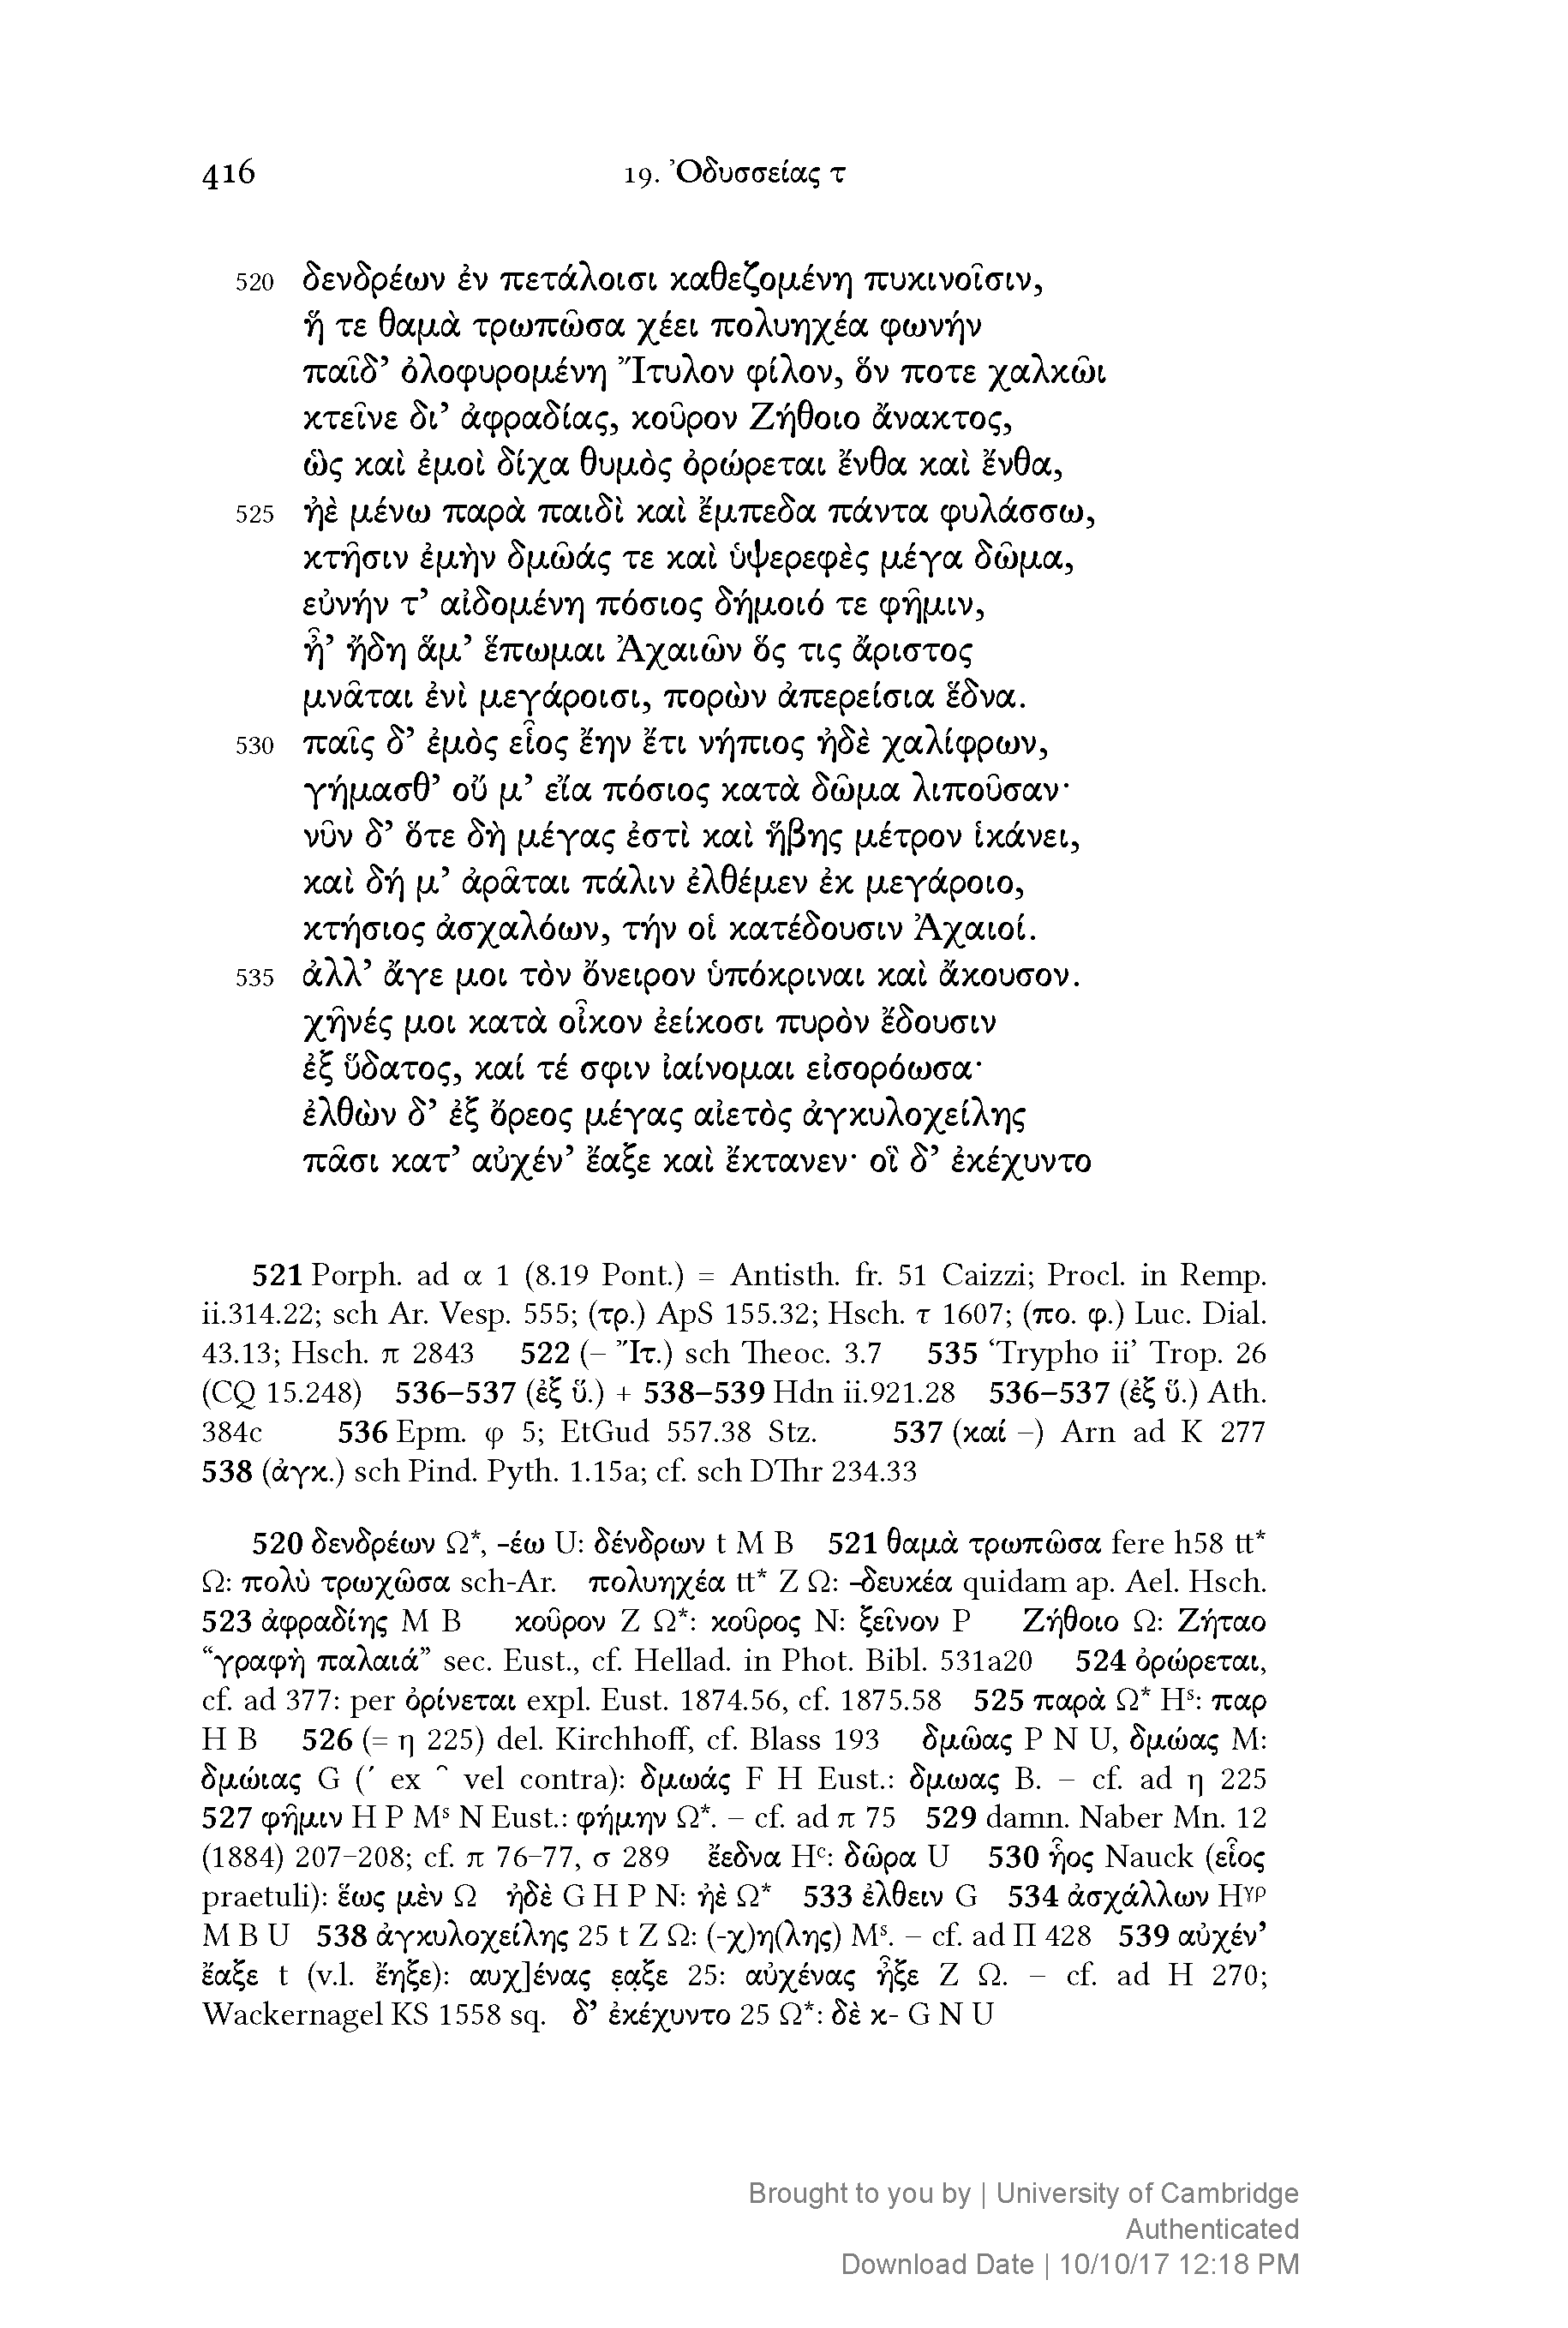 416 19. Ὀδυσσείας τ
520 δενδρέων ἐν πετάλοισι καθεζομένη πυκινοῖσιν,
ἥ τε θαμὰ τρωπῶσα χέει πολυηχέα φωνήν
παῖδ’ ὀλοφυρομένη Ἴτυλον φίλον, ὅν ποτε χαλκῶι
κτεῖνε δι’ ἀφραδίας, κοῦρον Ζήθοιο ἄνακτος,
ὣς καὶ ἐμοὶ δίχα θυμὸς ὀρώρεται ἔνθα καὶ ἔνθα,
525 ἠὲ μένω παρὰ παιδὶ καὶ ἔμπεδα πάντα φυλάσσω,
κτῆσιν ἐμὴν δμῶάς τε καὶ ὑψερεφὲς μέγα δῶμα,
εὐνήν τ’ αἰδομένη πόσιος δήμοιό τε φῆμιν,
ἦ’ ἤδη ἅμ’ ἕπωμαι Ἀχαιῶν ὅς τις ἄριστος
μνᾶται ἐνὶ μεγάροισι, πορὼν ἀπερείσια ἕδνα.
530 παῖς δ’ ἐμὸς εἷος ἔην ἔτι νήπιος ἠδὲ χαλίφρων,
γήμασθ’ οὔ μ’ εἴα πόσιος κατὰ δῶμα λιποῦσαν·
νῦν δ’ ὅτε δὴ μέγας ἐστὶ καὶ ἥβης μέτρον ἱκάνει,
καὶ δή μ’ ἀρᾶται πάλιν ἐλθέμεν ἐκ μεγάροιο,
κτήσιος ἀσχαλόων, τήν οἱ κατέδουσιν Ἀχαιοί.
535 ἀλλ’ ἄγε μοι τὸν ὄνειρον ὑπόκριναι καὶ ἄκουσον.
χῆνές μοι κατὰ οἶκον ἐείκοσι πυρὸν ἔδουσιν
ἐξ ὕδατος, καί τέ σφιν ἰαίνομαι εἰσορόωσα·
ἐλθὼν δ’ ἐξ ὄρεος μέγας αἰετὸς ἀγκυλοχείλης
πᾶσι κατ’ αὐχέν’ ἔαξε καὶ ἔκτανεν· οἳ δ’ ἐκέχυντο
521 Porph. ad α 1 (8.19 Pont.) = Antisth. fr. 51 Caizzi; Procl. in Remp.
ii.314.22; sch Ar. Vesp. 555; (τρ.) ApS 155.32; Hsch. τ 1607; (πο. φ.) Luc. Dial.
43.13; Hsch. π 2843 522 (– Ἴτ.) sch Theoc. 3.7 535 ‘Trypho ii’ Trop. 26
(CQ 15.248) 536–537 (ἐξ ὕ.) + 538–539 Hdn ii.921.28 536–537 (ἐξ ὕ.) Ath.
384c 536 Epm. φ 5; EtGud 557.38 Stz. 537 (καί –) Arn ad K 277
538 (ἀγκ.) sch Pind. Pyth. 1.15a; cf. sch DThr 234.33
520 δενδρέων Ω*, -έω U: δένδρων t M B 521 θαμὰ τρωπῶσα fere h58 tt*
Ω: πολὺ τρωχῶσα sch-Ar. πολυηχέα tt* Z Ω: -δευκέα quidam ap. Ael. Hsch.
523 ἀφραδίης M B κοῦρον Z Ω*: κοῦρος N: ξεῖνον P Ζήθοιο Ω: Ζήταο
“γραφὴ παλαιά” sec. Eust., cf. Hellad. in Phot. Bibl. 531a20 524 ὀρώρεται,
cf. ad 377: per ὀρίνεται expl. Eust. 1874.56, cf. 1875.58 525 παρὰ Ω* Hˢ: παρ
H B 526 (= η 225) del. Kirchhoff, cf. Blass 193 δμῶας P N U, δμώας M:
δμώιας G (´ ex ῀ vel contra): δμωάς F H Eust.: δμωας B. – cf. ad η 225
527 φῆμιν H P Mˢ N Eust.: φήμην Ω*. – cf. ad π 75 529 damn. Naber Mn. 12
(1884) 207–208; cf. π 76–77, σ 289 ἔεδνα Hᶜ: δῶρα U 530 ἧος Nauck (εἷος
praetuli): ἕως μὲν Ω ἠδὲ G H P N: ἠὲ Ω* 533 ἐλθειν G 534 ἀσχάλλων Hᵞᴾ
M B U 538 ἀγκυλοχείλης 25 t Z Ω: (-χ)η(λης) Mˢ. – cf. ad Π 428 539 αὐχέν’
ἔαξε t (v.l. ἔηξε): αυχ]ένας ε̣α̣ξε 25: αὐχένας ἦξε Z Ω. – cf. ad H 270;
Wackernagel KS 1558 sq. δ’ ἐκέχυντο 25 Ω*: δὲ κ- G N U
Brought to you by | University of Cambridge
Authenticated
Download Date | 10/10/17 12:18 PM